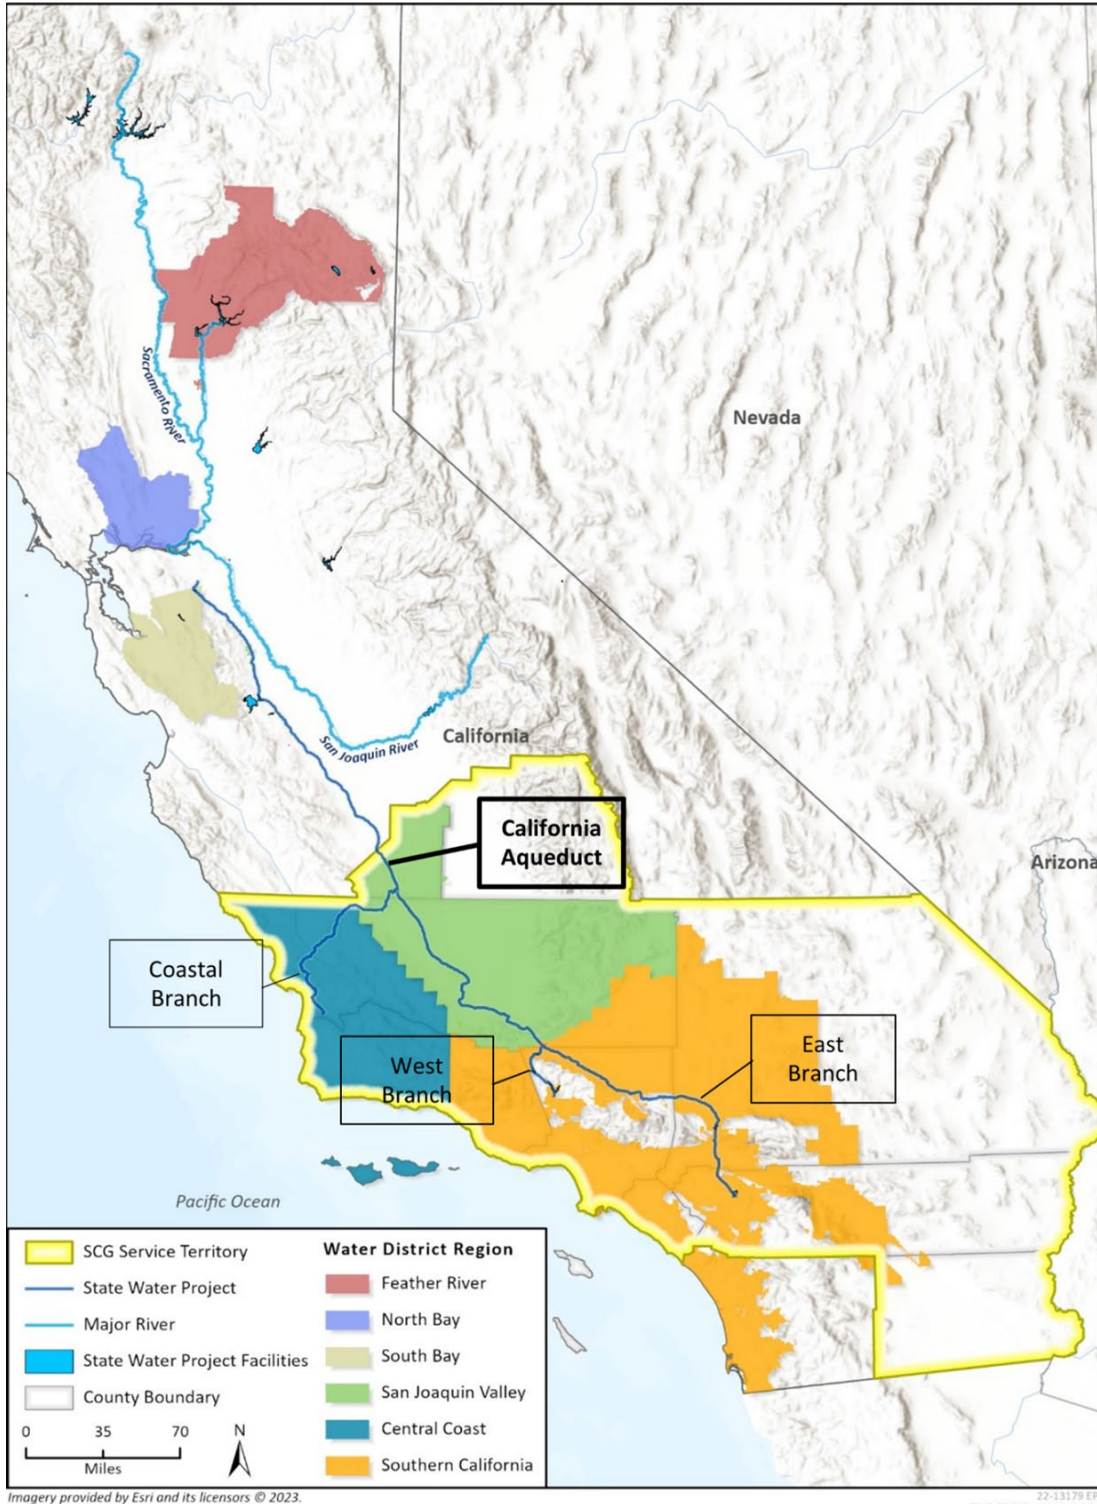 Sacramento River
Nevada
San Joaquin River
California
California
Aqueduct
Arizona
Coastal
Branch
West
Branch
East
Branch
Pacific Ocean
SCG Service Territory
State Water Project
Major River
State Water Project Facilities
County Boundary
0 35 70
Miles
N
Water District Region
Feather River
North Bay
South Bay
San Joaquin Valley
Central Coast
Southern California
Imagery provided by Esri and its licensors © 2023.
22-13179 EP